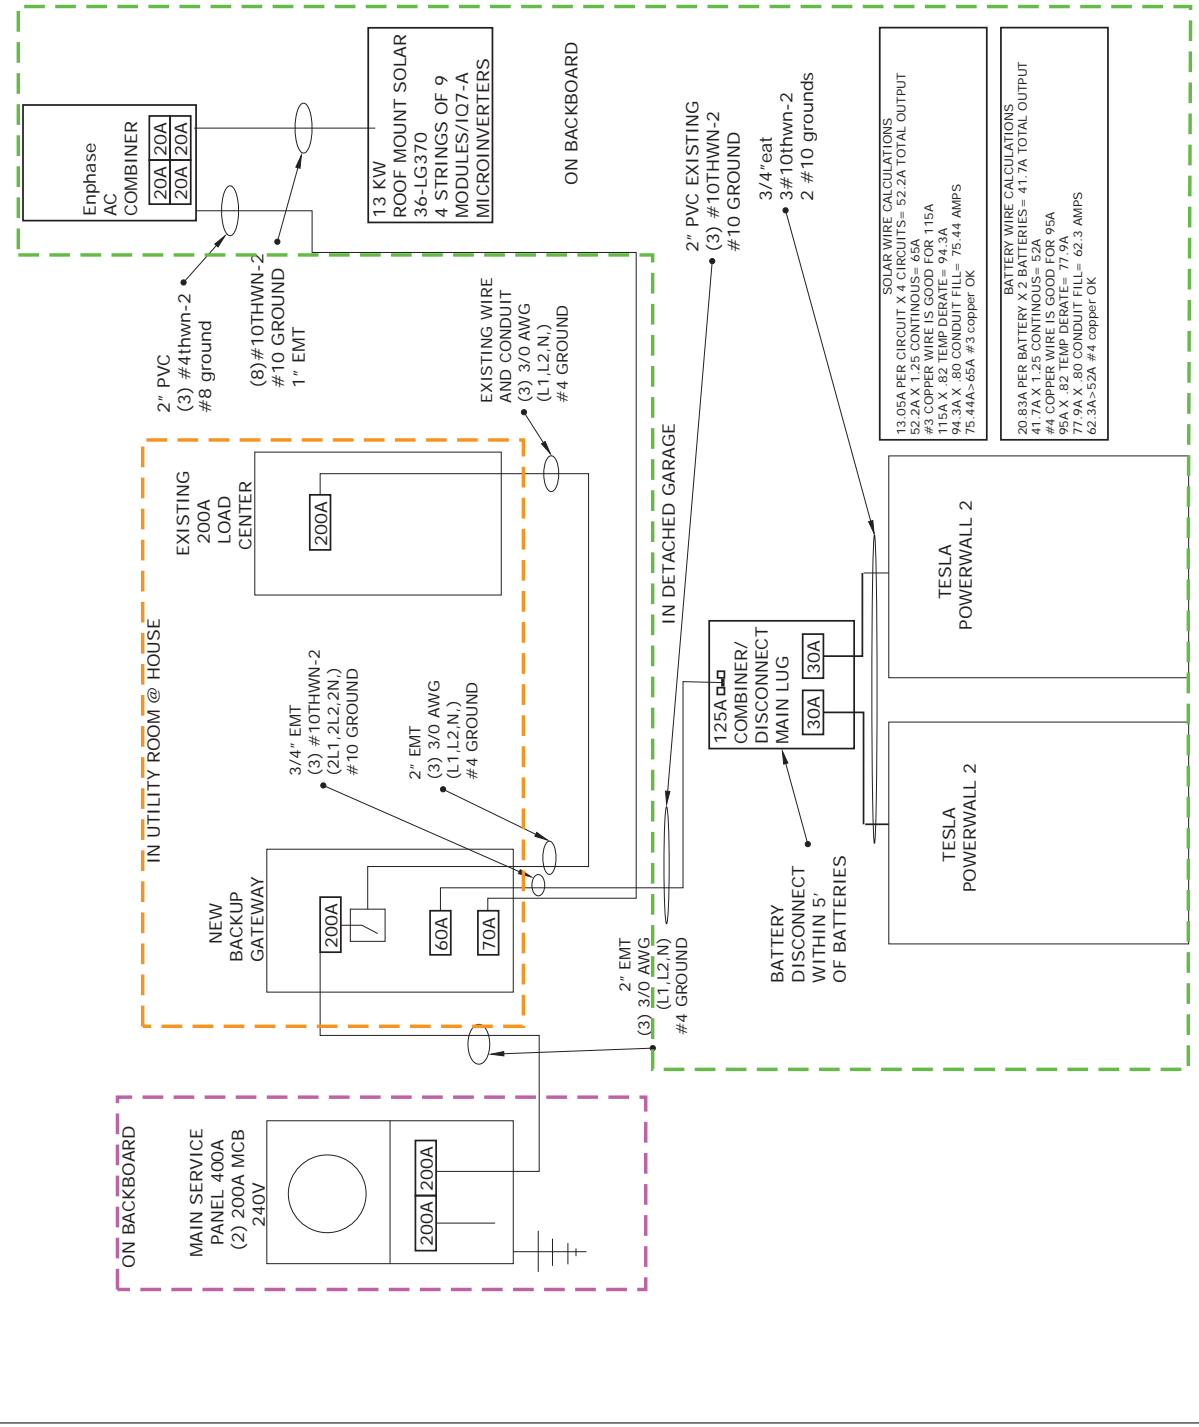 ON BACKBOARD
MAIN SERVICE
PANEL 400A
(2) 200A MCB
240V
200A
200A
IN UTILITY ROOM @ HOUSE
NEW
BACKUP
GATEWAY
200A
60A
70A
EXISTING
200A
LOAD
CENTER
200A
3/4" EMT
(3) #10THWN-2
(2L1,2L2,2N,)
#10 GROUND
2" EMT
(3) 3/0 AWG
(L1,L2,N,)
#4 GROUND
2" PVC
(3) #4thwn-2
#8 ground
(8)#10THWN-2
#10 GROUND
1" EMT
Enphase
AC
COMBINER
20A
20A
20A
20A
13 KW
ROOF MOUNT SOLAR
36-LG370
4 STRINGS OF 9
MODULES/IQ7-A
MICROINVERTERS
ON BACKBOARD
EXISTING WIRE
AND CONDUIT
(3) 3/0 AWG
(L1,L2,N,)
#4 GROUND
2" EMT
(3) 3/0 AWG
(L1,L2,N)
#4 GROUND
IN DETACHED GARAGE
2" PVC EXISTING
(3) #10THWN-2
#10 GROUND
3/4"eat
3#10thwn-2
2 #10 grounds
125A
COMBINER/
DISCONNECT
MAIN LUG
30A
30A
BATTERY
DISCONNECT
WITHIN 5'
OF BATTERIES
TESLA
POWERWALL 2
TESLA
POWERWALL 2
SOLAR WIRE CALCULATIONS
13.05A PER CIRCUIT X 4 CIRCUITS= 52.2A TOTAL OUTPUT
52.2A X 1.25 CONTINOUS= 65A
#3 COPPER WIRE IS GOOD FOR 115A
115A X .82 TEMP DERATE= 94.3A
94.3A X .80 CONDUIT FILL= 75.44 AMPS
75.44A>65A #3 copper OK
BATTERY WIRE CALCULATIONS
20.83A PER BATTERY X 2 BATTERIES= 41.7A TOTAL OUTPUT
41.7A X 1.25 CONTINOUS= 52A
#4 COPPER WIRE IS GOOD FOR 95A
95A X .82 TEMP DERATE= 77.9A
77.9A X .80 CONDUIT FILL= 62.3 AMPS
62.3A>52A #4 copper OK